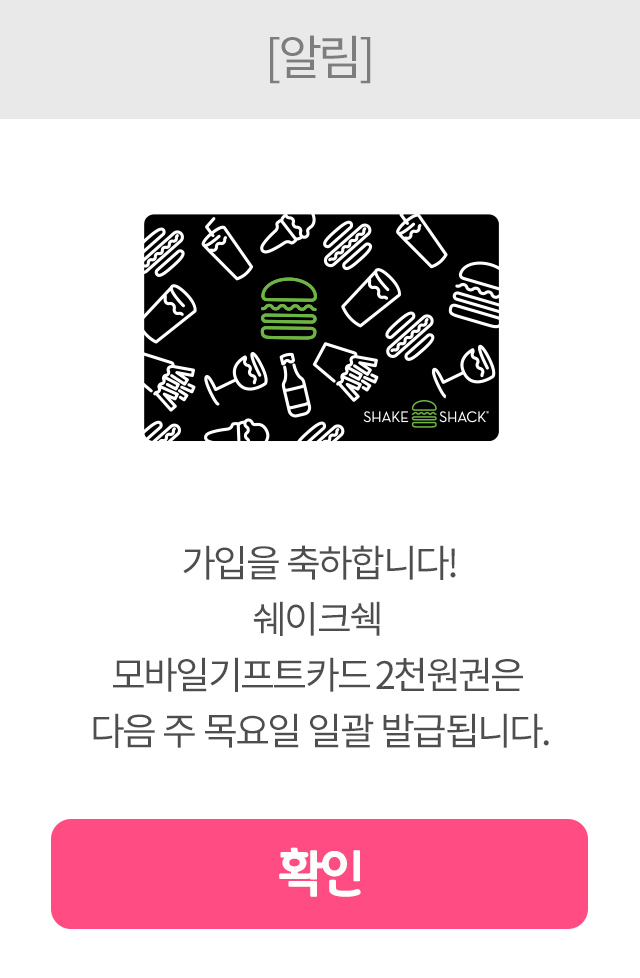 [알림]
SHAKE SHACK
가입을 축하합니다!
쉐이크쉑
모바일기프트카드 2천원권은
다음 주 목요일 일괄 발급됩니다.
확인